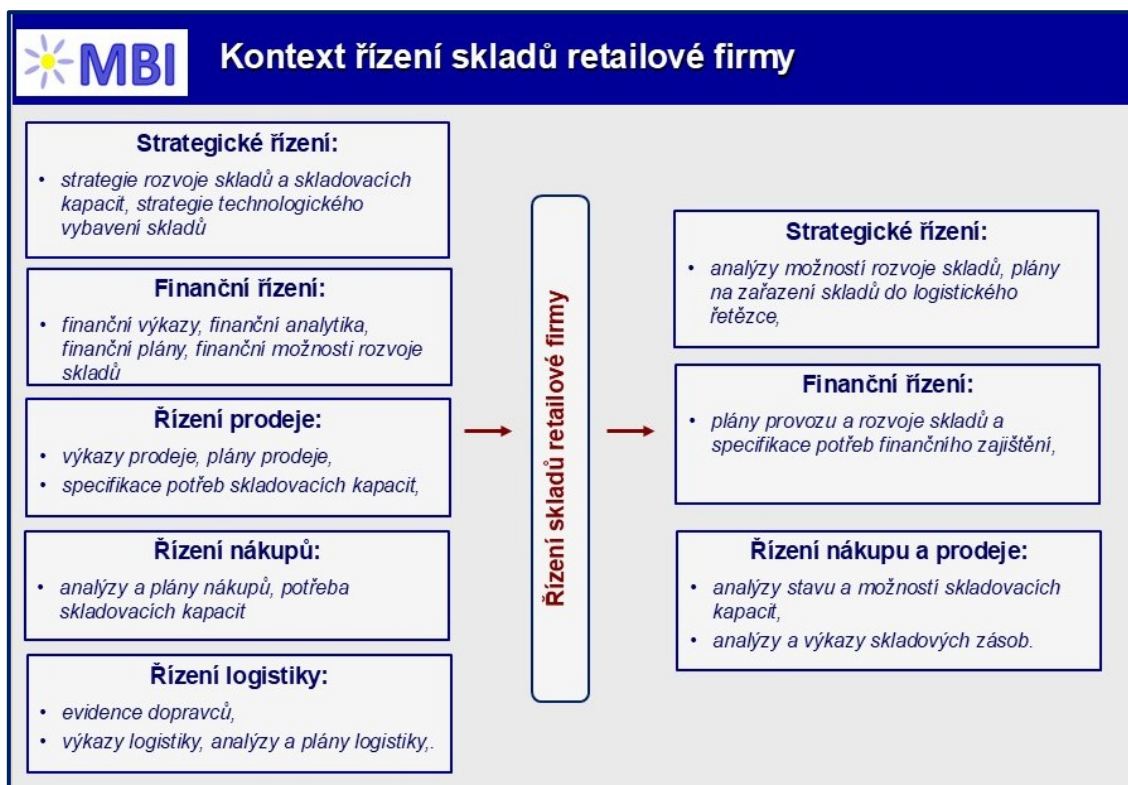 MBI
Kontext řízení skladů retailové firmy
Strategické řízení:
• strategie rozvoje skladů a skladovacích
kapacit, strategie technologického
vybavení skladů
Finanční řízení:
• finanční výkazy, finanční analytika,
finanční plány, finanční možnosti rozvoje
skladů
Řízení prodeje:
• výkazy prodeje, plány prodeje,
• specifikace potřeb skladovacích kapacit,
Řízení nákupů:
• analýzy a plány nákupů, potřeba
skladovacích kapacit
Řízení logistiky:
• evidence dopravců,
• výkazy logistiky, analýzy a plány logistiky,.
Řízení skladů retailové firmy
Strategické řízení:
• analýzy možností rozvoje skladů, plány
na zařazení skladů do logistického
řetězce,
Finanční řízení:
• plány provozu a rozvoje skladů a
specifikace potřeb finančního zajištění,
Řízení nákupu a prodeje:
• analýzy stavu a možností skladovacích
kapacit,
• analýzy a výkazy skladových zásob.